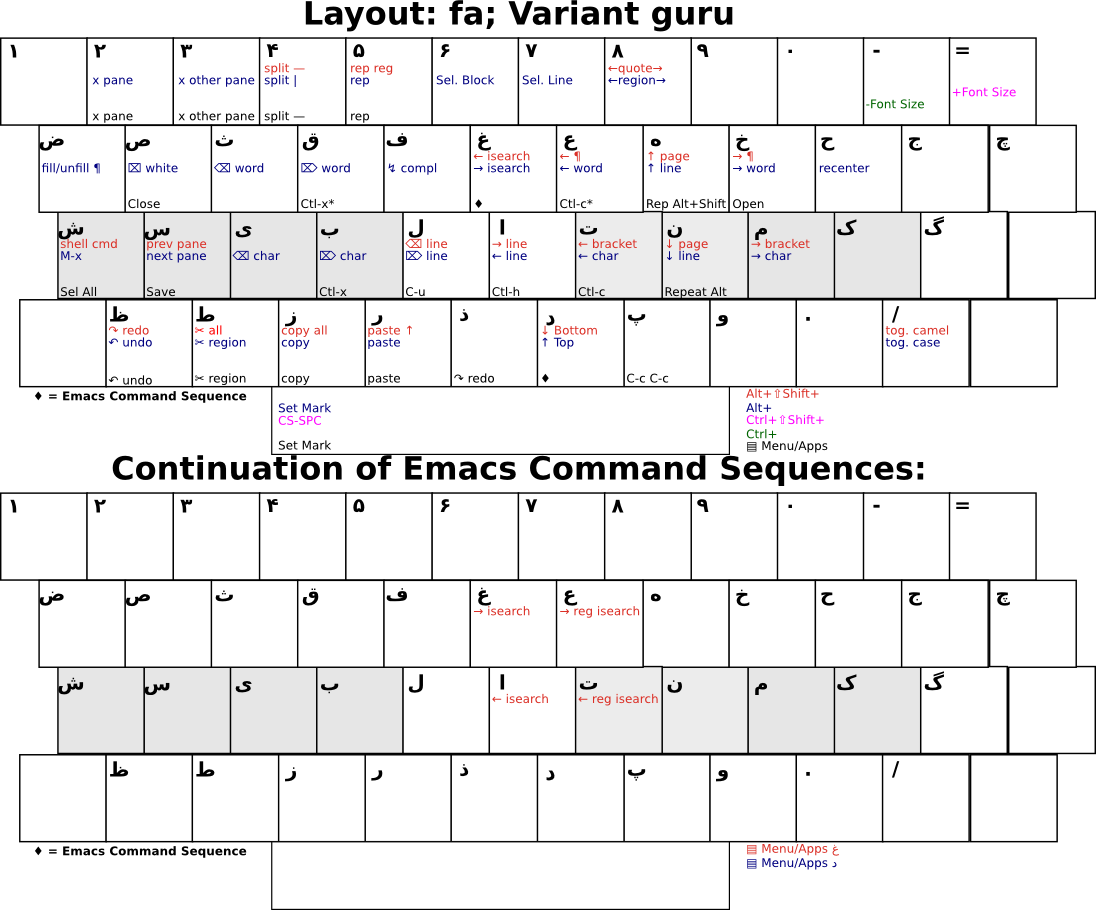 Layout: fa; Variant guru
۱ ۲ ۳ ۴ ۵ ۶ ۷ ۸ ۹ ۰ - =
split — rep reg ←quote→
x pane x other pane split | rep Sel. Block Sel. Line ←region→
+Font Size
-Font Size
x pane x other pane split — rep
ض ص ث ق ف غ ع ه خ ح ج چ
← isearch ← ¶ ↑ page → ¶
fill/unfill ¶ ⌧ white ⌫ word ⌦ word ↯ compl → isearch ← word ↑ line → word recenter
Close Ctl-x* ♦ Ctl-c* Rep Alt+Shift Open
ش س ی ب ل ا ت ن م ک گ
shell cmd prev pane ⌫ line → line ← bracket ↓ page → bracket
M-x next pane ⌫ char ⌦ char ⌦ line ← line ← char ↓ line → char
Sel All Save Ctl-x C-u Ctl-h Ctl-c Repeat Alt
ظ ط ز ر ذ د پ و . /
↷ redo ✂ all copy all paste ↑ ↓ Bottom tog. camel
↶ undo ✂ region copy paste ↑ Top tog. case
↶ undo ✂ region copy paste ↷ redo ♦ C-c C-c
♦ = Emacs Command Sequence
Set Mark
CS-SPC
Set Mark
Alt+⇧Shift+
Alt+
Ctrl+⇧Shift+
Ctrl+
▤ Menu/Apps
Continuation of Emacs Command Sequences:
۱ ۲ ۳ ۴ ۵ ۶ ۷ ۸ ۹ ۰ - =
ض ص ث ق ف غ ع ه خ ح ج چ
→ isearch → reg isearch
ش س ی ب ل ا ت ن م ک گ
← isearch ← reg isearch
ظ ط ز ر ذ د پ و . /
♦ = Emacs Command Sequence
▤ Menu/Apps غ
▤ Menu/Apps د